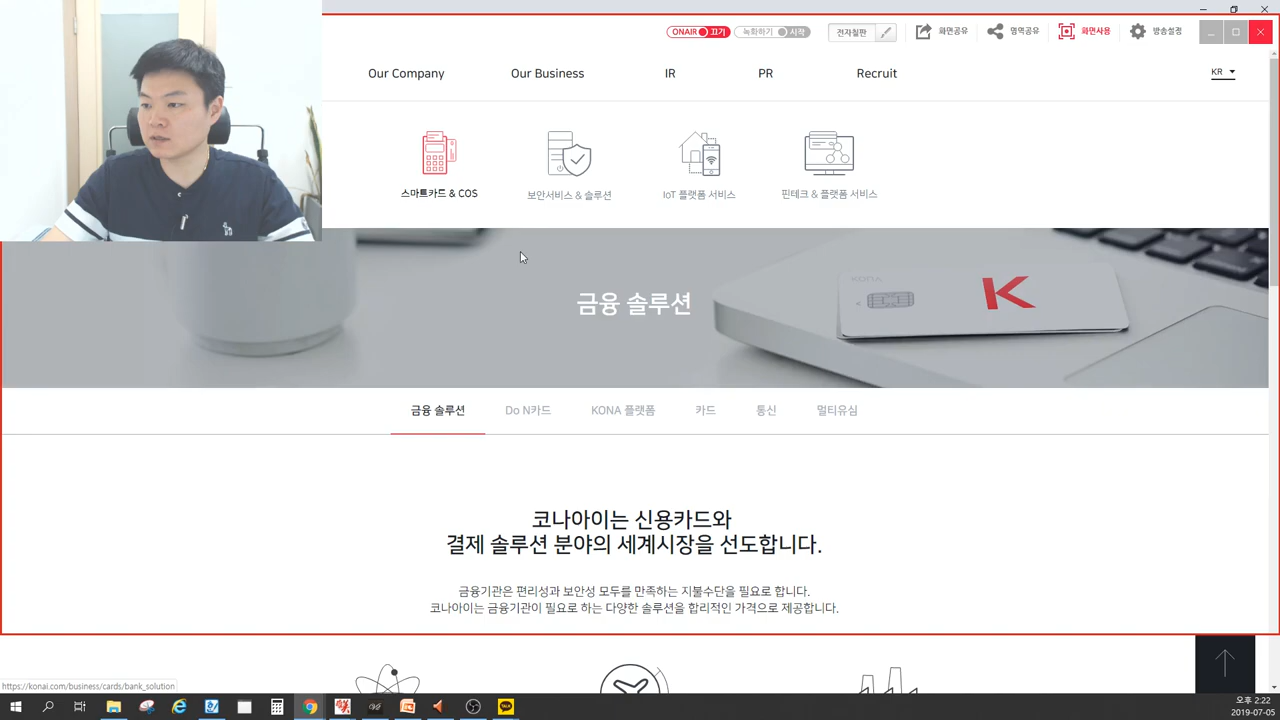 ONAIR 끄기
녹화하기 시작
전자칠판
화면공유
영역공유
화면사용
방송설정
Our Company
Our Business
IR
PR
Recruit
KR
스마트카드 & COS
보안서비스 & 솔루션
IoT 플랫폼 서비스
핀테크 & 플랫폼 서비스
KONA
K
금융 솔루션
금융 솔루션
Do N카드
KONA 플랫폼
카드
통신
멀티유심
코나아이는 신용카드와
결제 솔루션 분야의 세계시장을 선도합니다.
금융기관은 편리성과 보안성 모두를 만족하는 지불수단을 필요로 합니다.
코나아이는 금융기관이 필요로 하는 다양한 솔루션을 합리적인 가격으로 제공합니다.
https://konai.com/business/cards/bank_solution
TALK
오후 2:22
2019-07-05